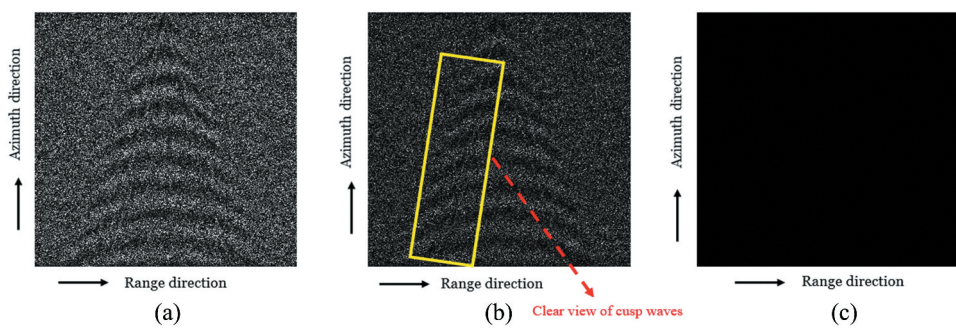 Azimuth direction
Range direction
(a)
Azimuth direction
Range direction
(b)
Clear view of cusp waves
Azimuth direction
Range direction
(c)